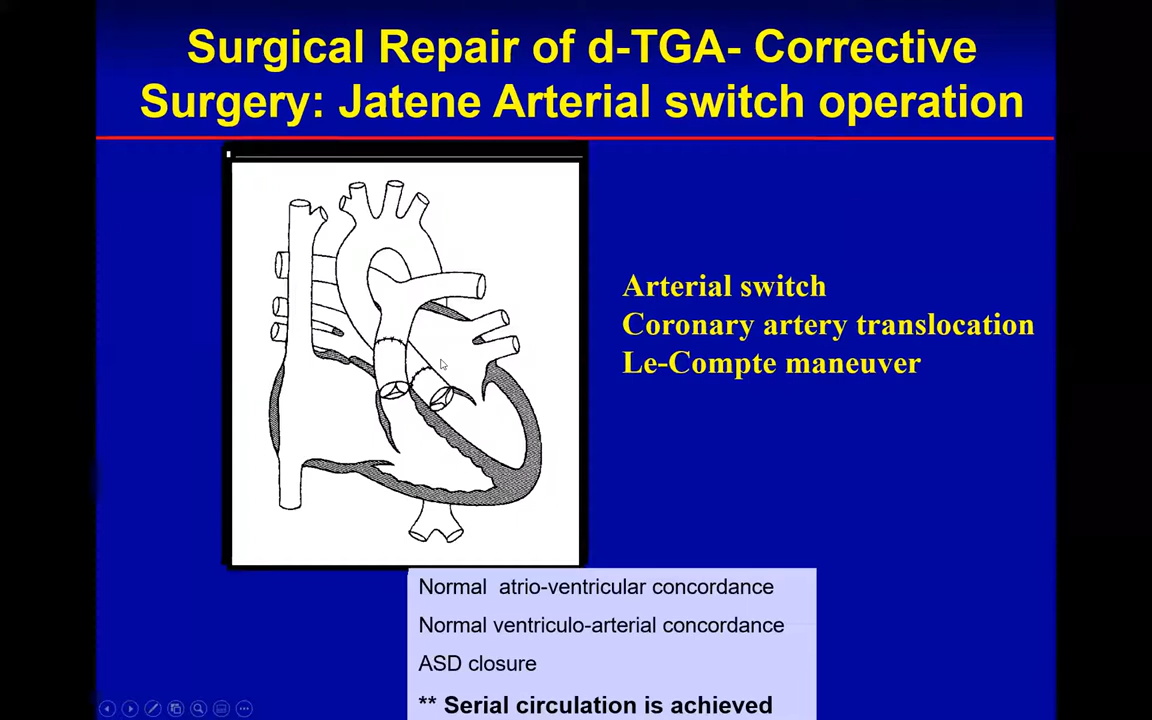 Surgical Repair of d-TGA- Corrective
Surgery: Jatene Arterial switch operation
Arterial switch
Coronary artery translocation
Le-Compte maneuver
Normal atrio-ventricular concordance
Normal ventriculo-arterial concordance
ASD closure
** Serial circulation is achieved